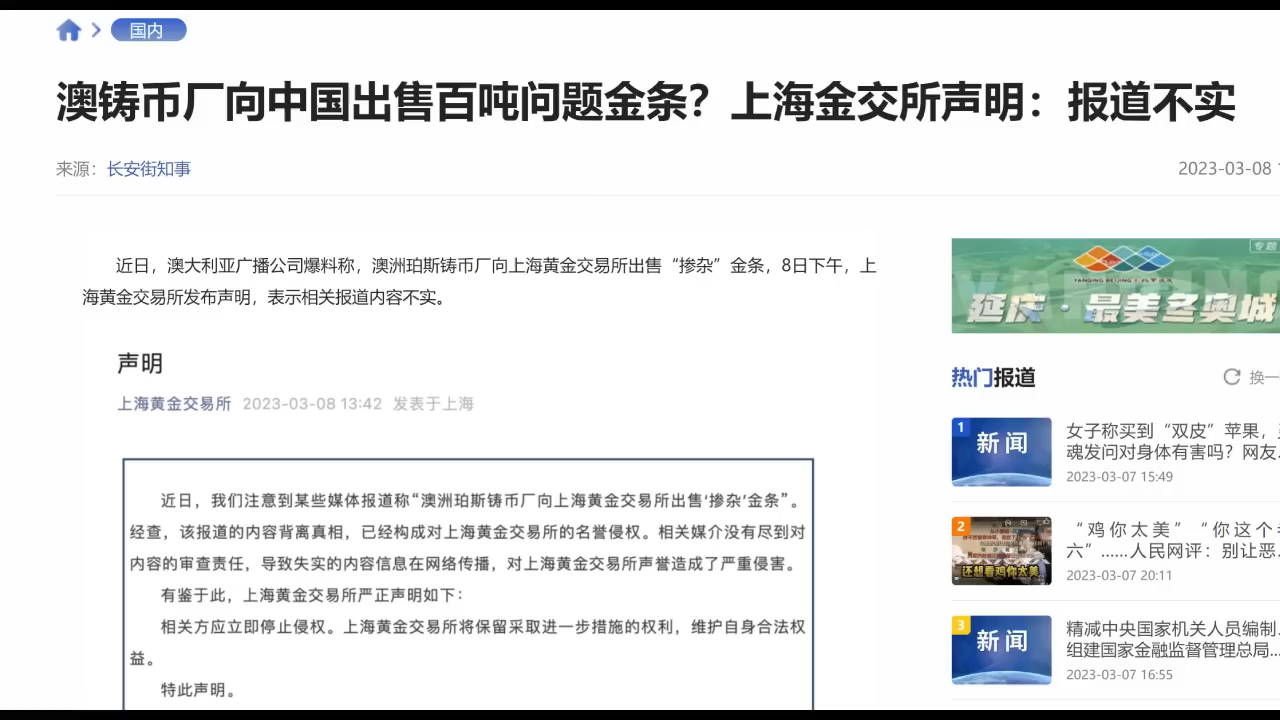 国内
澳铸币厂向中国出售百吨问题金条？上海金交所声明：报道不实
来源：长安街知事
2023-03-08
近日，澳大利亚广播公司爆料称，澳洲珀斯铸币厂向上海黄金交易所出售“掺杂”金条，8日下午，上
海黄金交易所发布声明，表示相关报道内容不实。
声明
上海黄金交易所 2023-03-08 13:42 发表于上海
近日，我们注意到某些媒体报道称“澳洲珀斯铸币厂向上海黄金交易所出售‘掺杂’金条”。
经查，该报道的内容背离真相，已经构成对上海黄金交易所的名誉侵权。相关媒介没有尽到对
内容的审查责任，导致失实的内容信息在网络传播，对上海黄金交易所声誉造成了严重侵害。
有鉴于此，上海黄金交易所严正声明如下：
相关方应立即停止侵权。上海黄金交易所将保留采取进一步措施的权利，维护自身合法权
益。
特此声明。
专题
延庆·最美冬奥城
热门报道
换一
1
新闻
女子称买到“双皮”苹果，
魂发问对身体有害吗？网友..
2023-03-07 15:49
2
还想看鸡你太美
“鸡你太美”“你这个
六”......人民网评：别让恶..
2023-03-07 20:11
3
新闻
精减中央国家机关人员编制..
组建国家金融监督管理总局...
2023-03-07 16:55